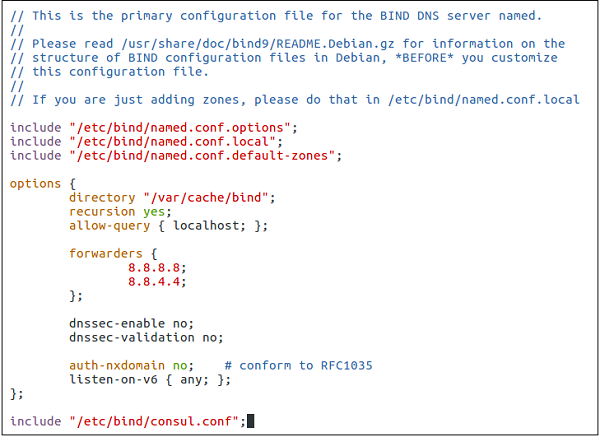 // This is the primary configuration file for the BIND DNS server named.
//
// Please read /usr/share/doc/bind9/README.Debian.gz for information on the
// structure of BIND configuration files in Debian, *BEFORE* you customize
// this configuration file.
//
// If you are just adding zones, please do that in /etc/bind/named.conf.local
include "/etc/bind/named.conf.options";
include "/etc/bind/named.conf.local";
include "/etc/bind/named.conf.default-zones";
options {
        directory "/var/cache/bind";
        recursion yes;
        allow-query { localhost; };
        forwarders {
                8.8.8.8;
                8.8.4.4;
        };
        dnssec-enable no;
        dnssec-validation no;
        auth-nxdomain no;    # conform to RFC1035
        listen-on-v6 { any; };
};
include "/etc/bind/consul.conf";